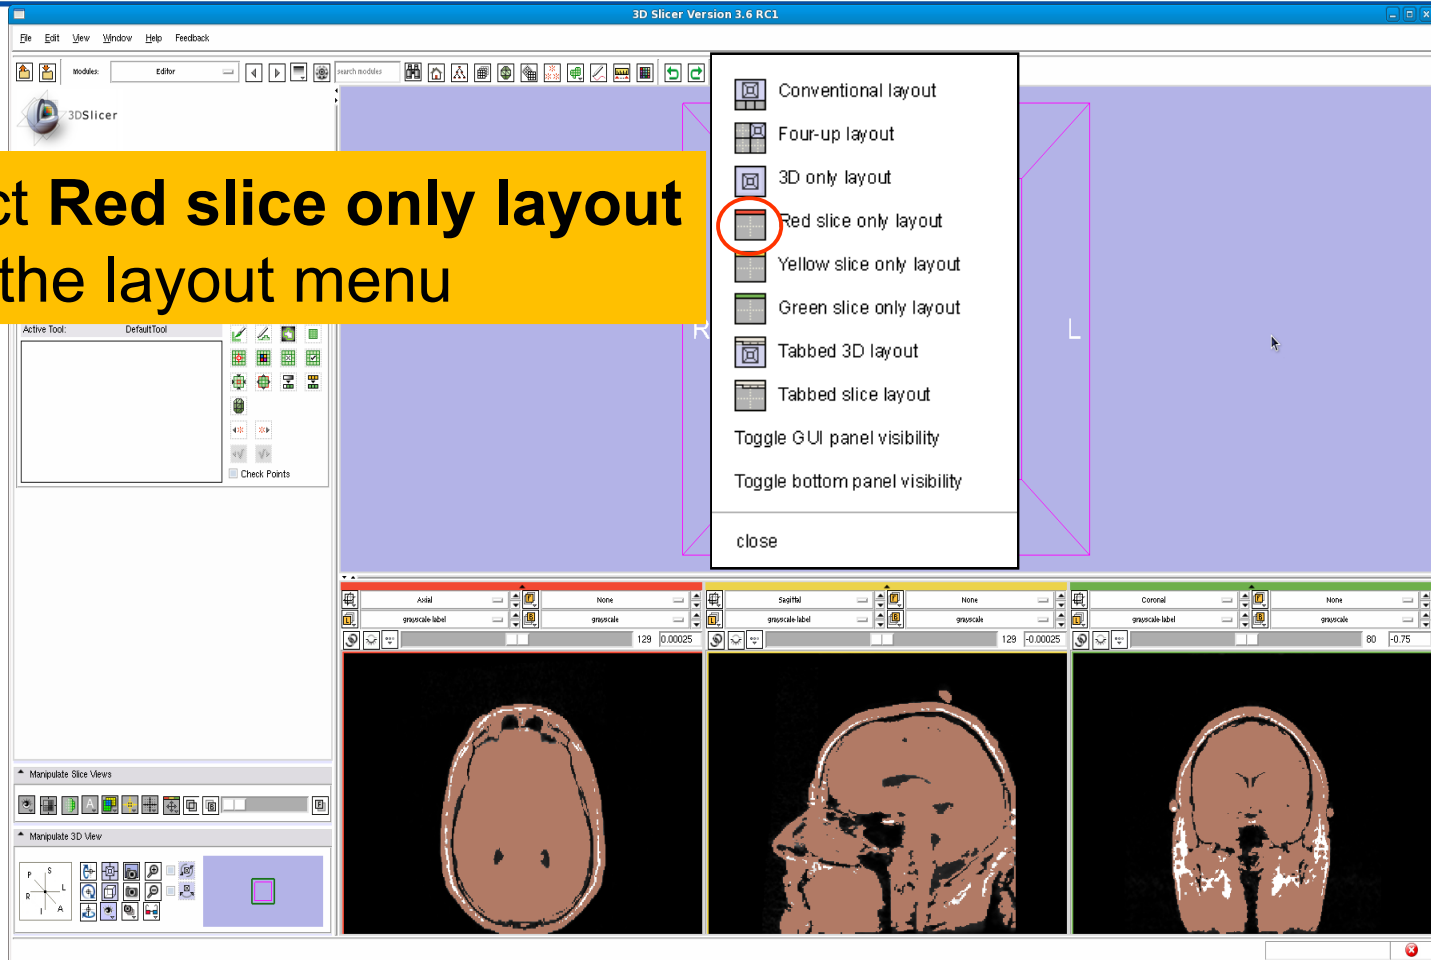 3D Slicer Version 3.6 RC1
File Edit View Window Help Feedback
Modules: Editor search modules
3DSlicer
ct Red slice only layout
the layout menu
Conventional layout
Four-up layout
3D only layout
Red slice only layout
Yellow slice only layout
Green slice only layout
Tabbed 3D layout
Tabbed slice layout
Toggle GUI panel visibility
Toggle bottom panel visibility
close
R L
Active Tool: DefaultTool
Check Points
Axial None Sagittal None Coronal None
grayscale-label grayscale grayscale-label grayscale grayscale-label grayscale
129 0.00025 129 -0.00025 80 -0.75
Manipulate Slice Views
Manipulate 3D View
P S
R L
I A